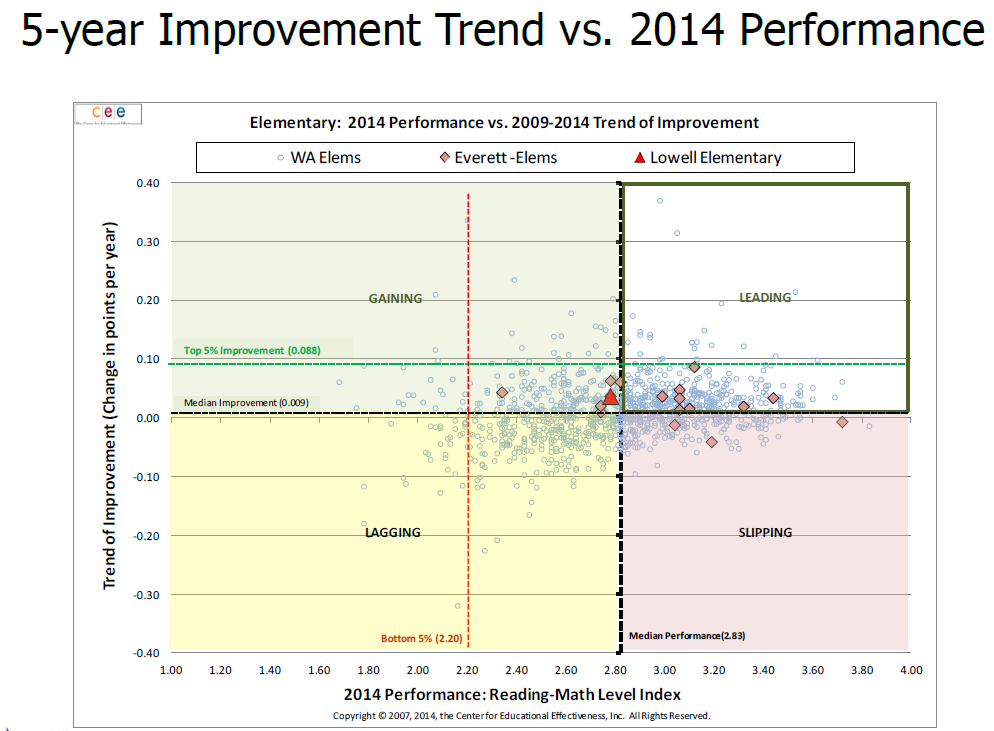 5-year Improvement Trend vs. 2014 Performance
cee
Elementary: 2014 Performance vs. 2009-2014 Trend of Improvement
WA Elems
Everett -Elems
Lowell Elementary
Trend of Improvement (Change in points per year)
0.40
0.30
0.20
0.10
0.00
-0.10
-0.20
-0.30
-0.40
GAINING
LEADING
Top 5% Improvement (0.088)
Median Improvement (0.009)
LAGGING
SLIPPING
Bottom 5% (2.20)
Median Performance(2.83)
1.00 1.20 1.40 1.60 1.80 2.00 2.20 2.40 2.60 2.80 3.00 3.20 3.40 3.60 3.80 4.00
2014 Performance: Reading-Math Level Index
Copyright © 2007, 2014, the Center for Educational Effectiveness, Inc. All Rights Reserved.